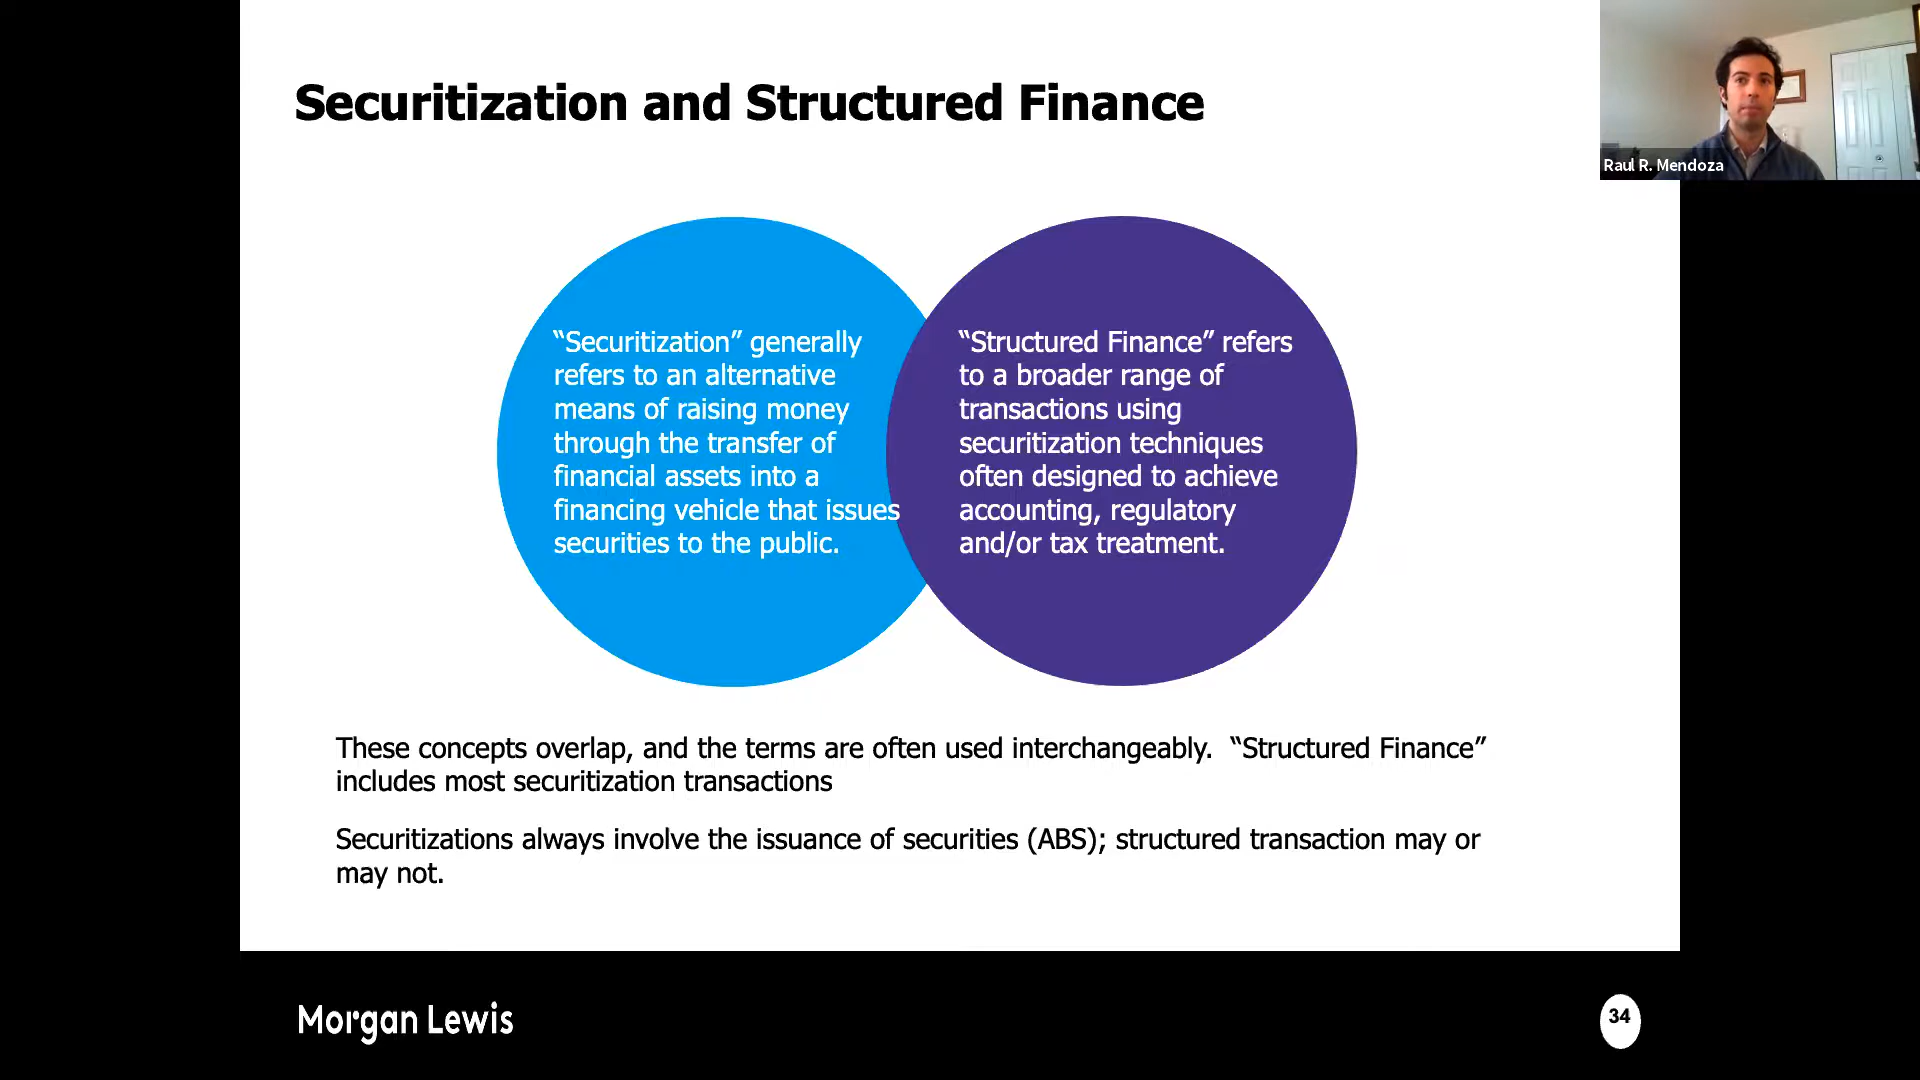 Securitization and Structured Finance
Raul R. Mendoza
“Securitization” generally
refers to an alternative
means of raising money
through the transfer of
financial assets into a
financing vehicle that issues
securities to the public.
“Structured Finance” refers
to a broader range of
transactions using
securitization techniques
often designed to achieve
accounting, regulatory
and/or tax treatment.
These concepts overlap, and the terms are often used interchangeably.  “Structured Finance”
includes most securitization transactions
Securitizations always involve the issuance of securities (ABS); structured transaction may or
may not.
Morgan Lewis
34